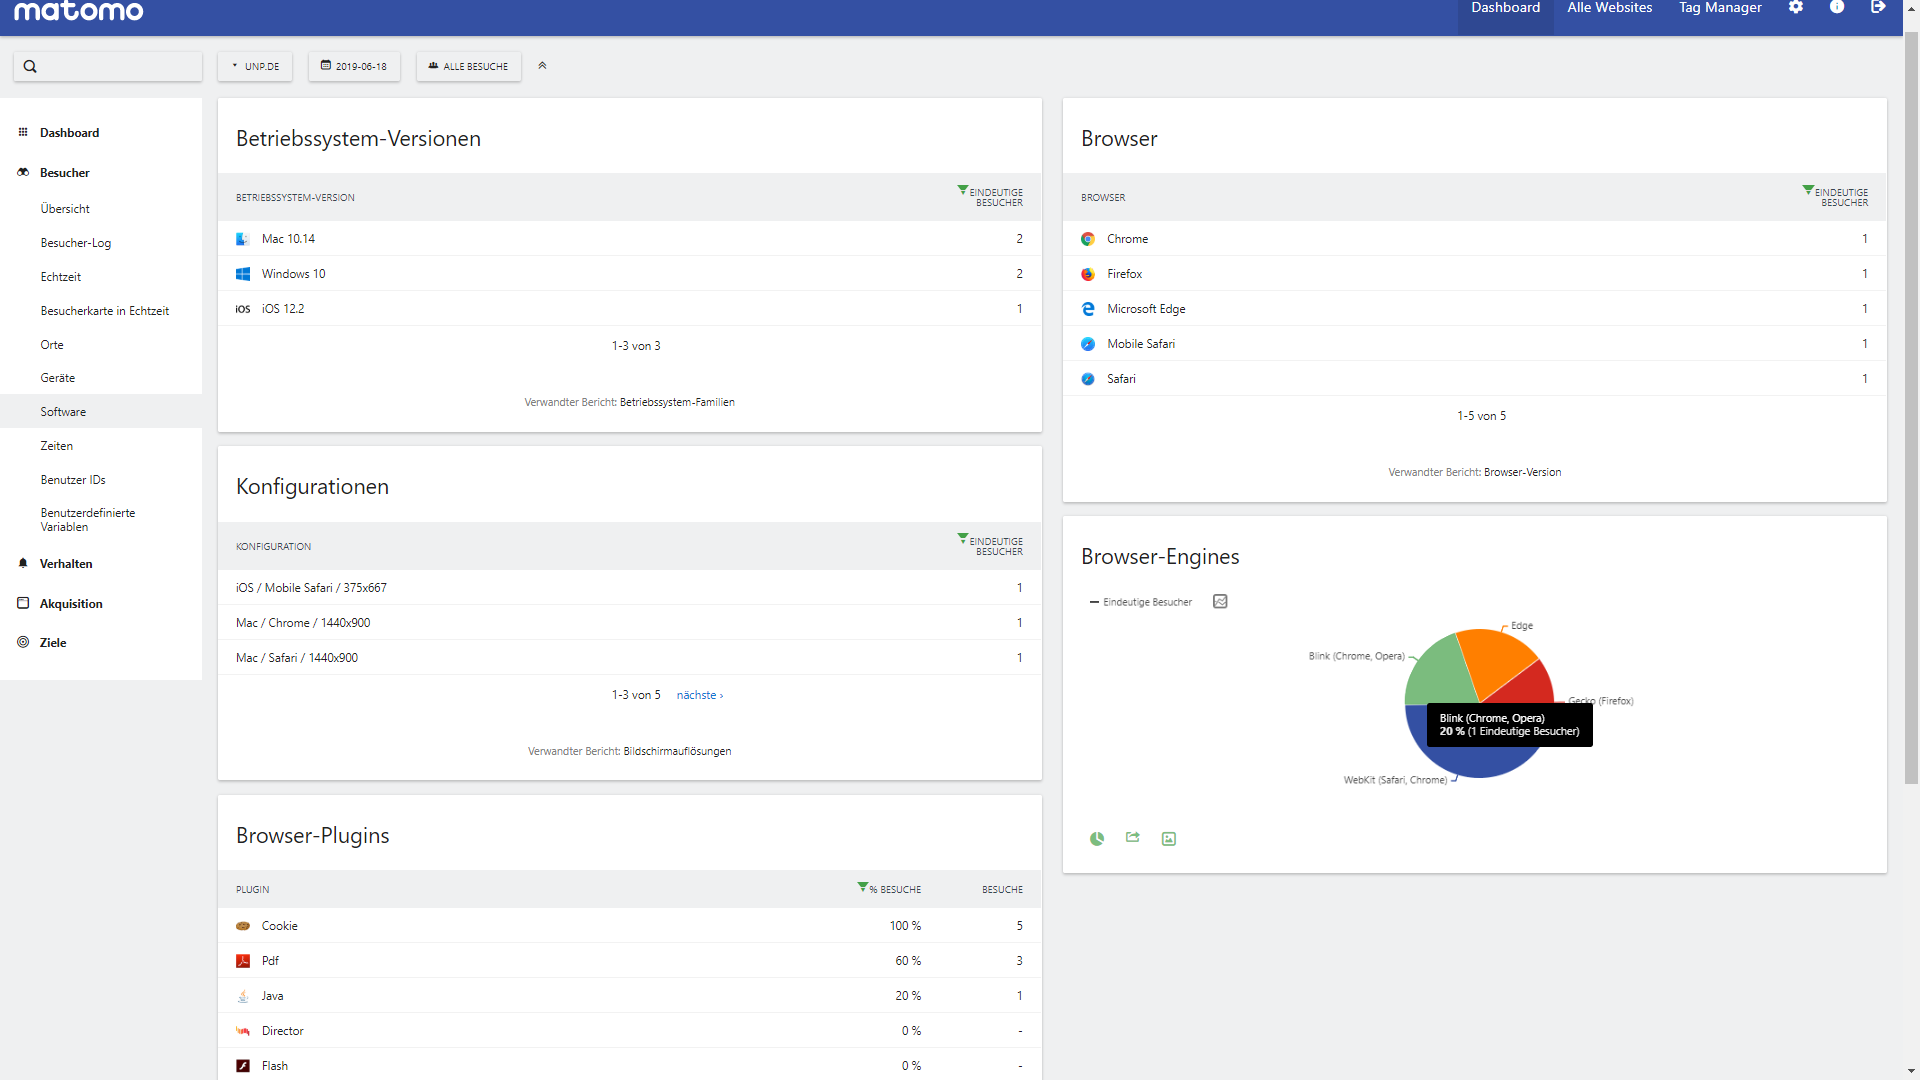 matomo
Dashboard
Alle Websites
Tag Manager
UNP.DE
2019-06-18
ALLE BESUCHE
Dashboard
Besucher
Übersicht
Besucher-Log
Echtzeit
Besucherkarte in Echtzeit
Orte
Geräte
Software
Zeiten
Benutzer IDs
Benutzerdefinierte
Variablen
Verhalten
Akquisition
Ziele
Betriebssystem-Versionen
BETRIEBSSYSTEM-VERSION
EINDEUTIGE
BESUCHER
Mac 10.14 2
Windows 10 2
iOS iOS 12.2 1
1-3 von 3
Verwandter Bericht: Betriebssystem-Familien
Konfigurationen
KONFIGURATION
EINDEUTIGE
BESUCHER
iOS / Mobile Safari / 375x667 1
Mac / Chrome / 1440x900 1
Mac / Safari / 1440x900 1
1-3 von 5 nächste ›
Verwandter Bericht: Bildschirmauflösungen
Browser-Plugins
PLUGIN % BESUCHE BESUCHE
Cookie 100 % 5
Pdf 60 % 3
Java 20 % 1
Director 0 % -
Flash 0 % -
Browser
BROWSER
EINDEUTIGE
BESUCHER
Chrome 1
Firefox 1
Microsoft Edge 1
Mobile Safari 1
Safari 1
1-5 von 5
Verwandter Bericht: Browser-Version
Browser-Engines
Eindeutige Besucher
Edge
Blink (Chrome, Opera)
Gecko (Firefox)
Blink (Chrome, Opera)
20 % (1 Eindeutige Besucher)
WebKit (Safari, Chrome)